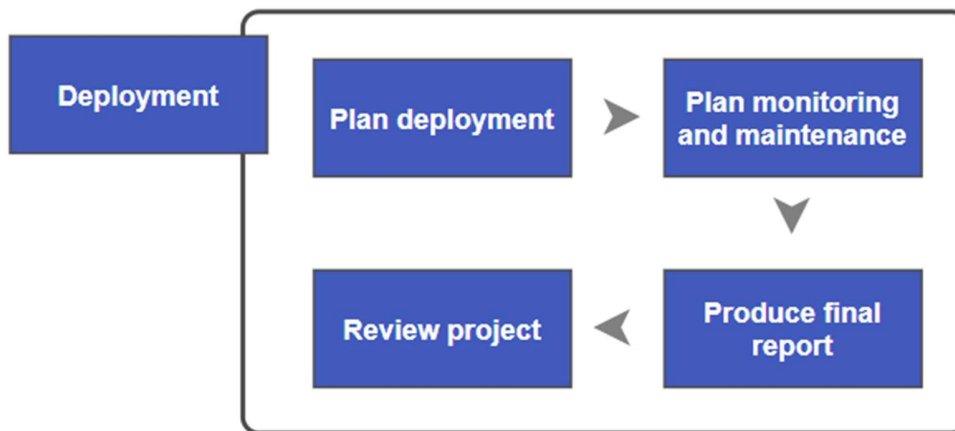 Deployment
Plan deployment
Plan monitoring
and maintenance
Review project
Produce final
report